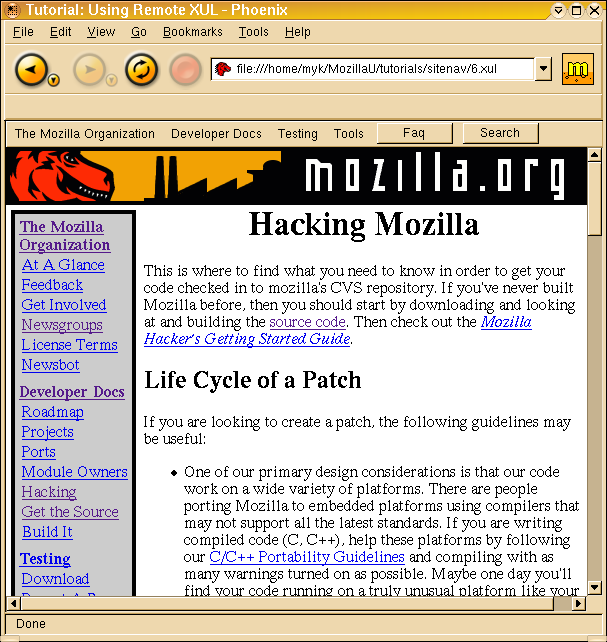 Tutorial: Using Remote XUL - Phoenix
File Edit View Go Bookmarks Tools Help
file:///home/myk/MozillaU/tutorials/sitenav/6.xul
m
The Mozilla Organization Developer Docs Testing Tools Faq Search
mozilla.org
The Mozilla
Organization
At A Glance
Feedback
Get Involved
Newsgroups
License Terms
Newsbot
Developer Docs
Roadmap
Projects
Ports
Module Owners
Hacking
Get the Source
Build It
Testing
Download
Hacking Mozilla
This is where to find what you need to know in order to get your
code checked in to mozilla's CVS repository. If you've never built
Mozilla before, then you should start by downloading and looking
at and building the source code. Then check out the Mozilla
Hacker's Getting Started Guide.
Life Cycle of a Patch
If you are looking to create a patch, the following guidelines may
be useful:
• One of our primary design considerations is that our code
work on a wide variety of platforms. There are people
porting Mozilla to embedded platforms using compilers that
may not support all the latest standards. If you are writing
compiled code (C, C++), help these platforms by following
our C/C++ Portability Guidelines and compiling with as
many warnings turned on as possible. Maybe one day you'll
find your code running on a truly unusual platform like your
Done